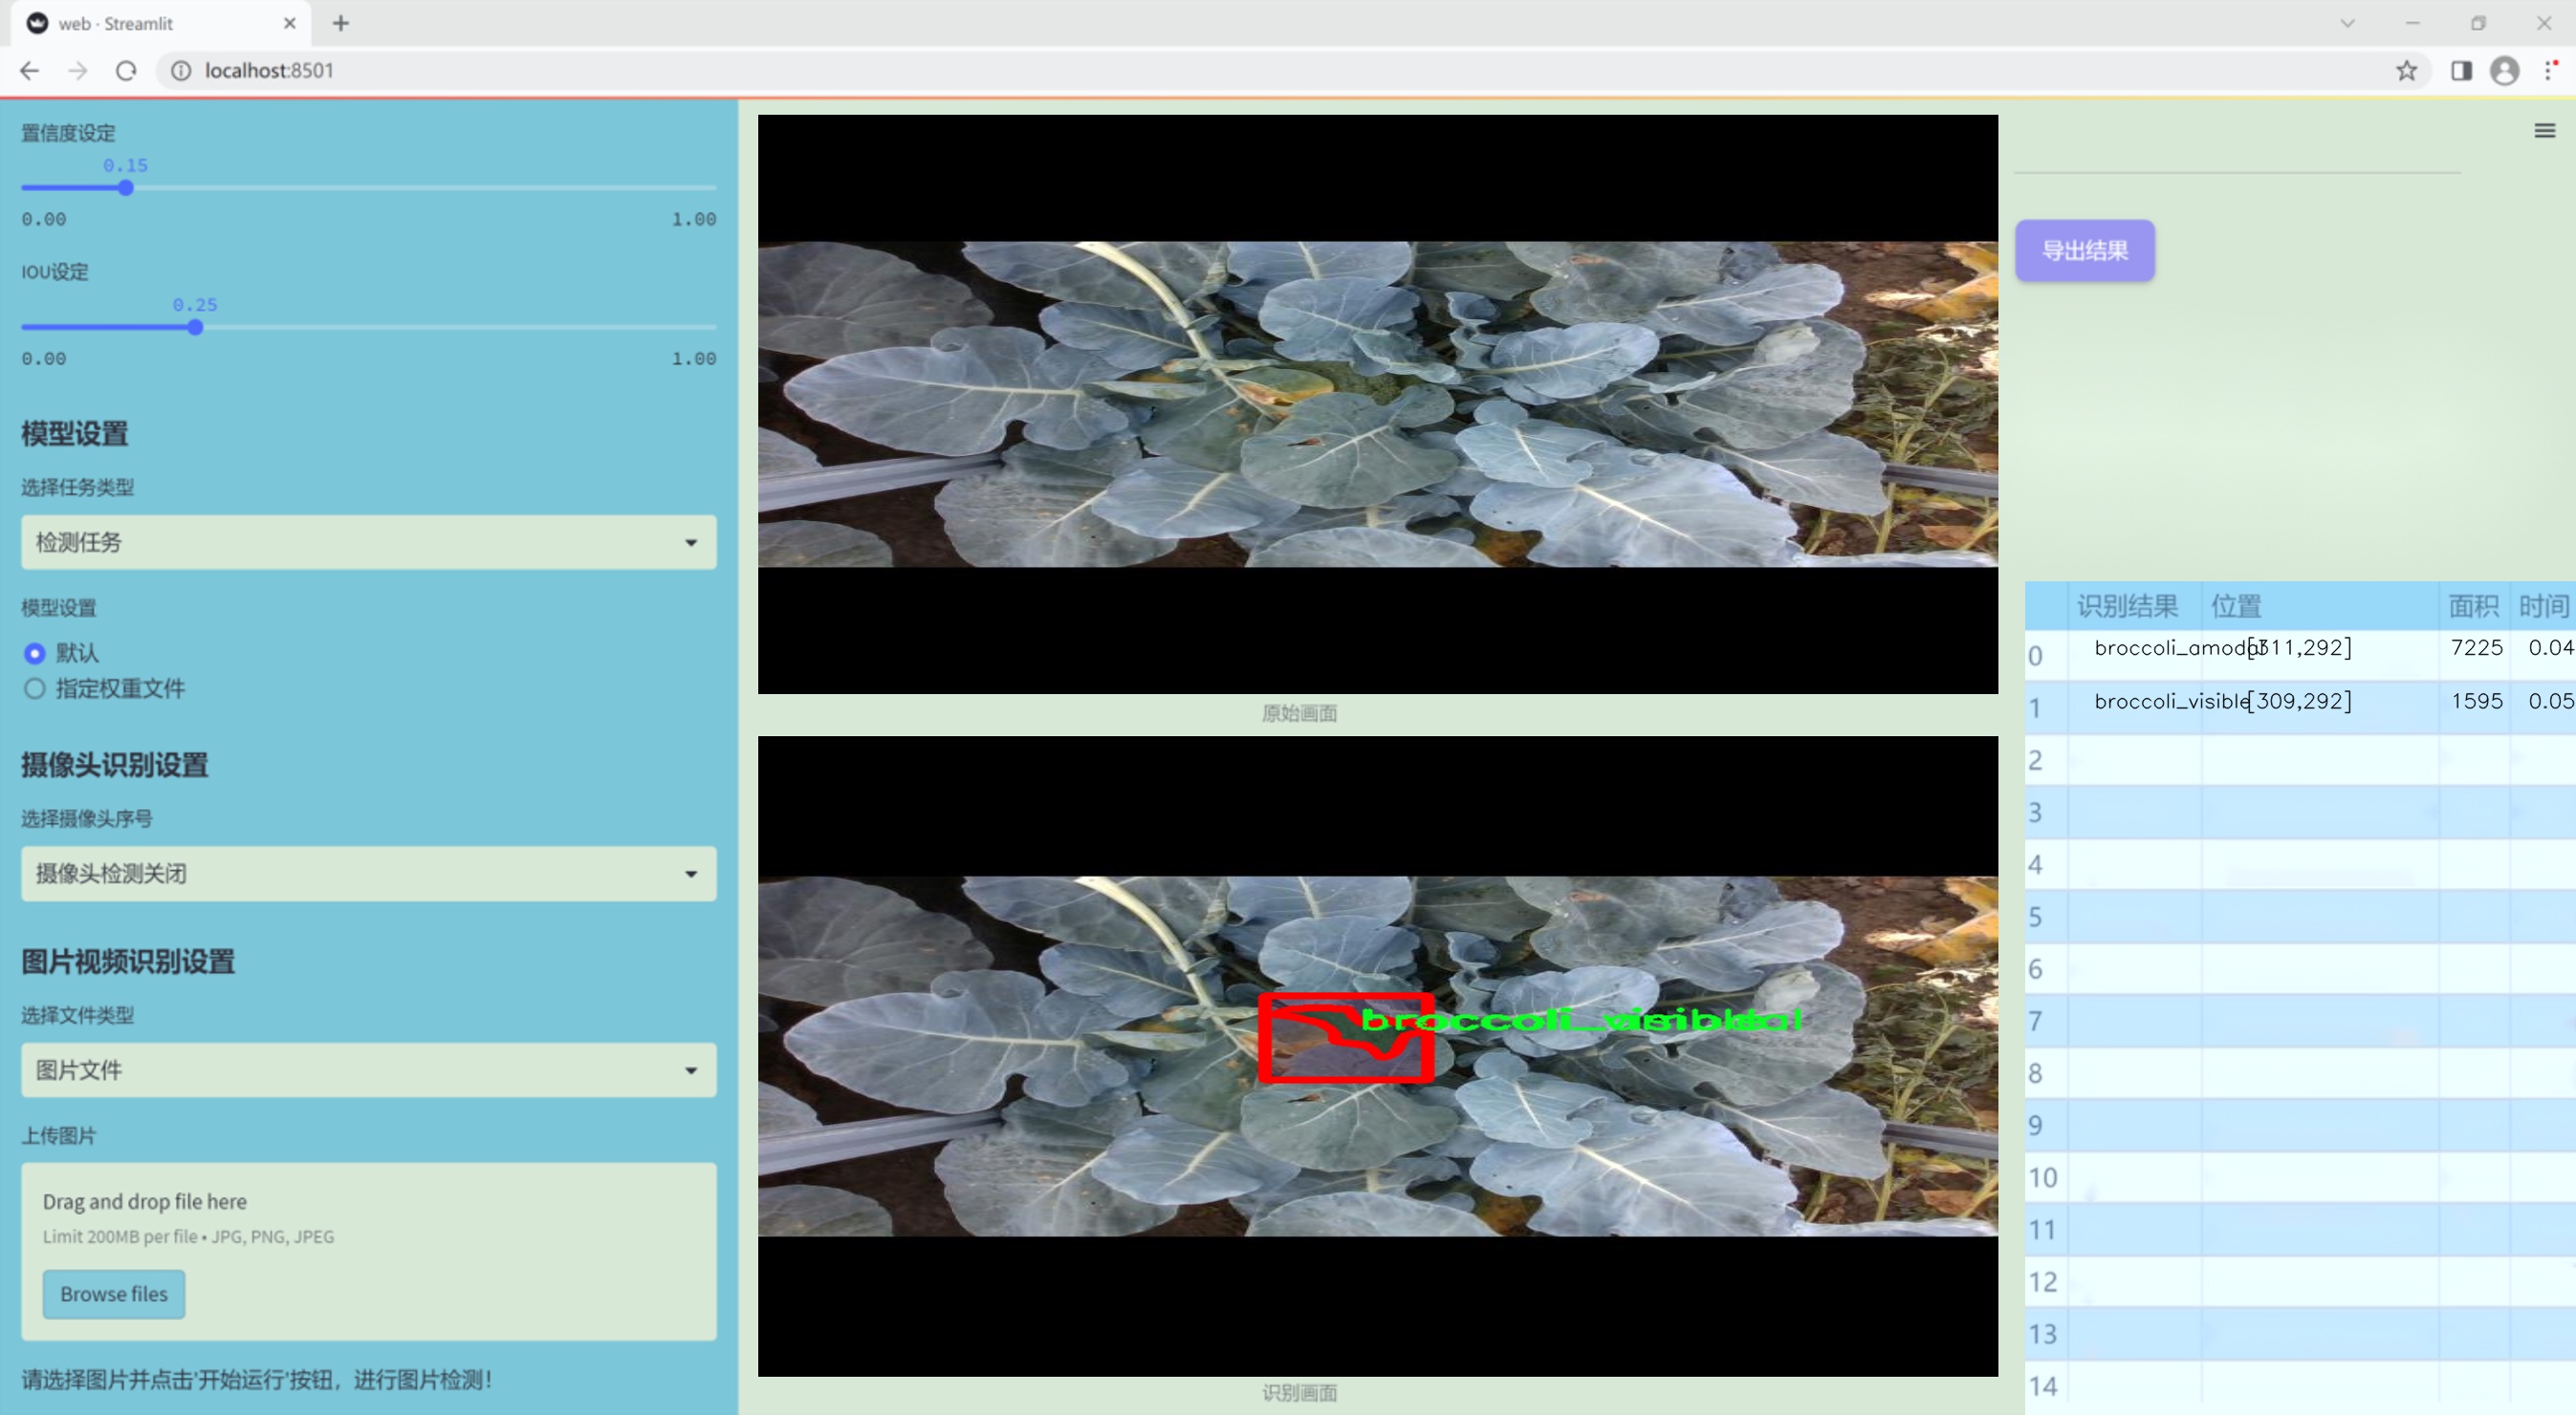 web · Streamlit
localhost:8501
置信度设定
0.15
0.00 1.00
IOU设定
0.25
0.00 1.00
模型设置
选择任务类型
检测任务
模型设置
默认
指定权重文件
摄像头识别设置
选择摄像头序号
摄像头检测关闭
图片视频识别设置
选择文件类型
图片文件
上传图片
Drag and drop file here
Limit 200MB per file • JPG, PNG, JPEG
Browse files
请选择图片并点击'开始运行'按钮，进行图片检测!
原始画面
broccoli_visible
识别画面
导出结果
识别结果 位置 面积 时间
0 [311,292] 7225 0.04
1 broccoli_visible [309,292] 1595 0.05
2
3
4
5
6
7
8
9
10
11
12
13
14